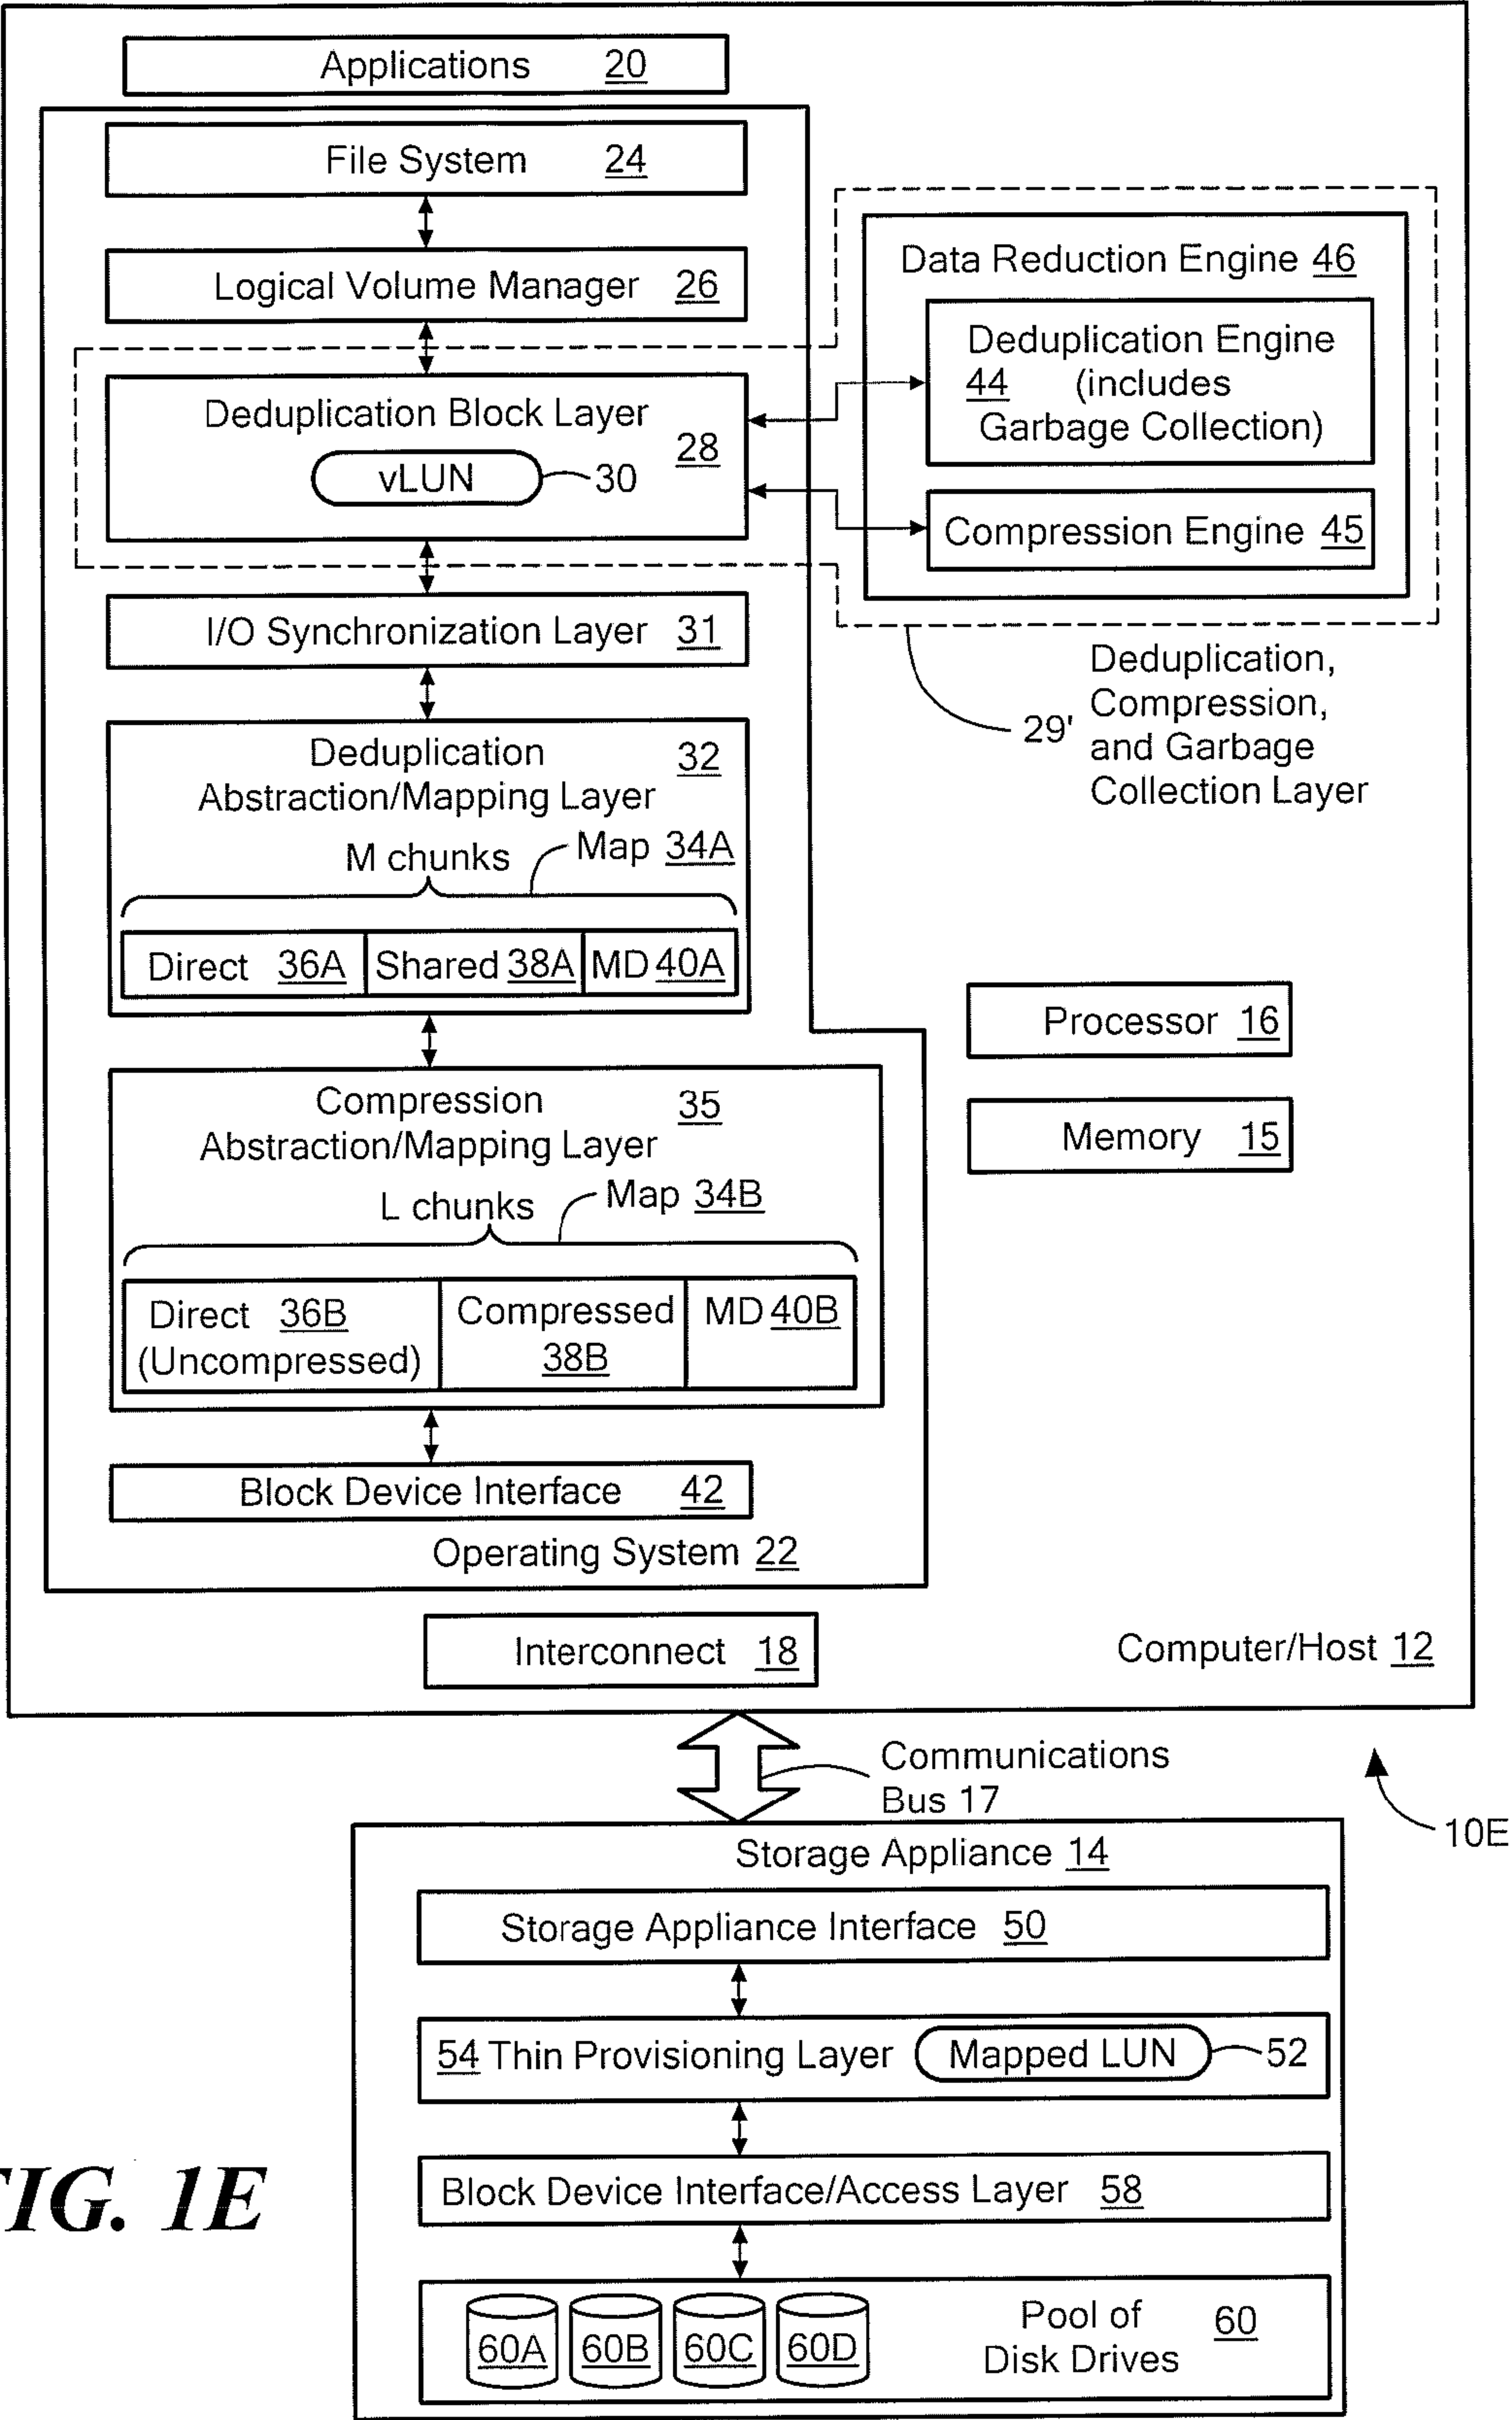 Applications 20
File System 24
Logical Volume Manager 26
Deduplication Block Layer
28
vLUN
30
Data Reduction Engine 46
Deduplication Engine
44 (includes
Garbage Collection)
Compression Engine 45
I/O Synchronization Layer 31
29'
Deduplication,
Compression,
and Garbage
Collection Layer
Deduplication 32
Abstraction/Mapping Layer
M chunks
Map 34A
Direct 36A
Shared 38A
MD 40A
Processor 16
Memory 15
Compression 35
Abstraction/Mapping Layer
L chunks
Map 34B
Direct 36B
(Uncompressed)
Compressed
38B
MD 40B
Block Device Interface 42
Operating System 22
Interconnect 18
Computer/Host 12
Communications
Bus 17
10E
Storage Appliance 14
Storage Appliance Interface 50
54 Thin Provisioning Layer
Mapped LUN
52
Block Device Interface/Access Layer 58
60A
60B
60C
60D
Pool of
Disk Drives
60
FIG. 1E